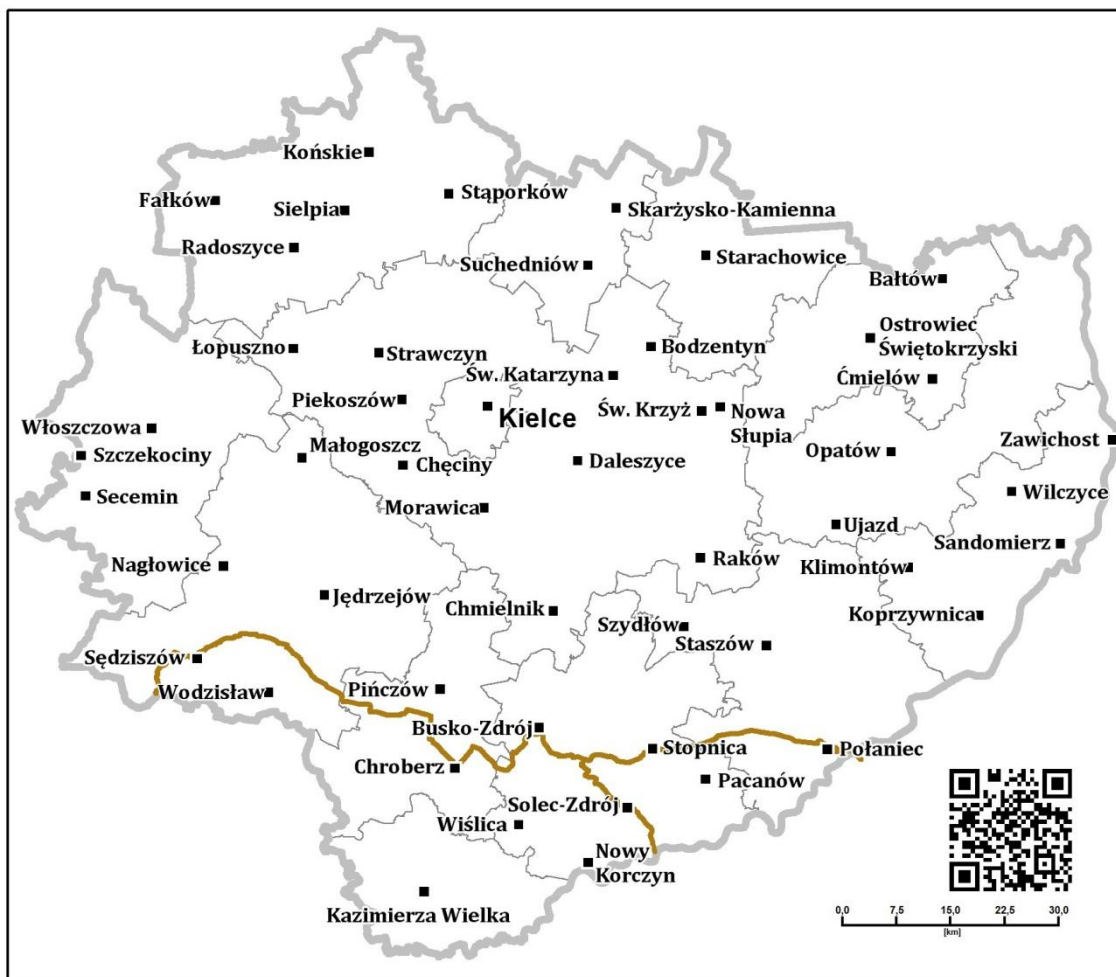 Końskie
Stąporków
Fałków
Sielpia
Skarżysko-Kamienna
Radoszyce
Starachowice
Suchedniów
Bałtów
Ostrowiec
Świętokrzyski
Łopuszno
Strawczyn
Bodzentyn
Św. Katarzyna
Ćmielów
Piekoszów
Kielce
Św. Krzyż
Nowa
Słupia
Włoszczowa
Małogoszcz
Zawichost
Szczekociny
Chęciny
Daleszyce
Opatów
Secemin
Wilczyce
Morawica
Ujazd
Sandomierz
Nagłowice
Raków
Klimontów
Jędrzejów
Chmielnik
Koprzywnica
Szydłów
Staszów
Sędziszów
Wodzisław
Pińczów
Busko-Zdrój
Stopnica
Połaniec
Chroberz
Pacanów
Solec-Zdrój
Wiślica
Nowy
Korczyn
Kazimierza Wielka
0,0 7,5 15,0 22,5 30,0
[km]